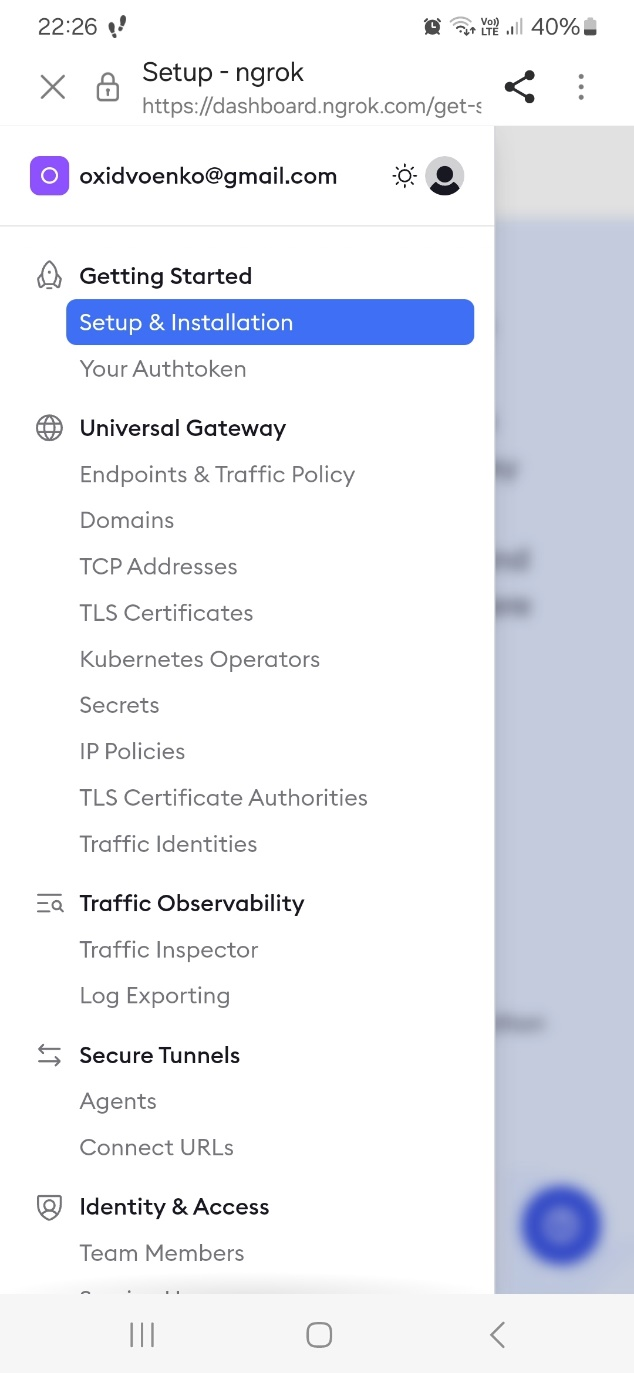 22:26
Vo))
LTE
40%
Setup - ngrok
https://dashboard.ngrok.com/get-s
oxidvoenko@gmail.com
Getting Started
Setup & Installation
Your Authtoken
Universal Gateway
Endpoints & Traffic Policy
Domains
TCP Addresses
TLS Certificates
Kubernetes Operators
Secrets
IP Policies
TLS Certificate Authorities
Traffic Identities
Traffic Observability
Traffic Inspector
Log Exporting
Secure Tunnels
Agents
Connect URLs
Identity & Access
Team Members